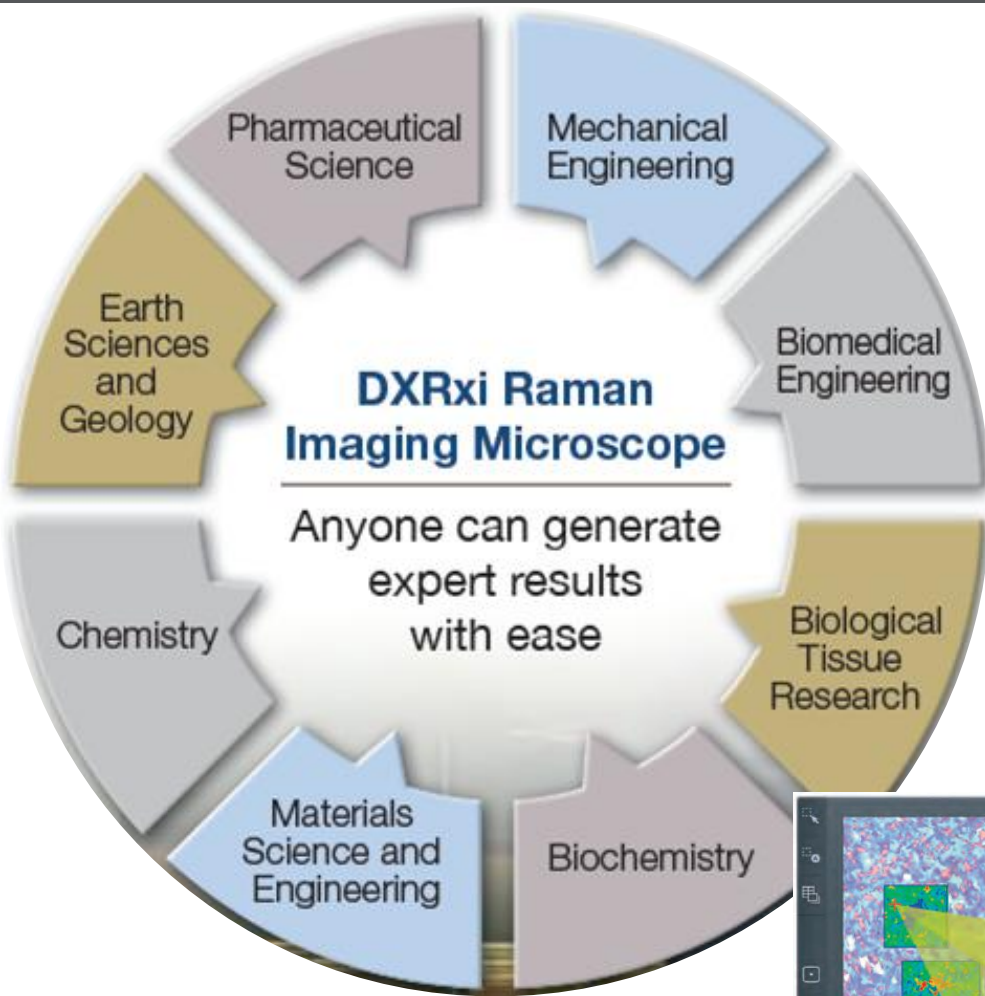 Pharmaceutical
Science
Mechanical
Engineering
Earth
Sciences
and
Geology
Biomedical
Engineering
DXRxi Raman
Imaging Microscope
Anyone can generate
expert results
with ease
Chemistry
Biological
Tissue
Research
Materials
Science and
Engineering
Biochemistry